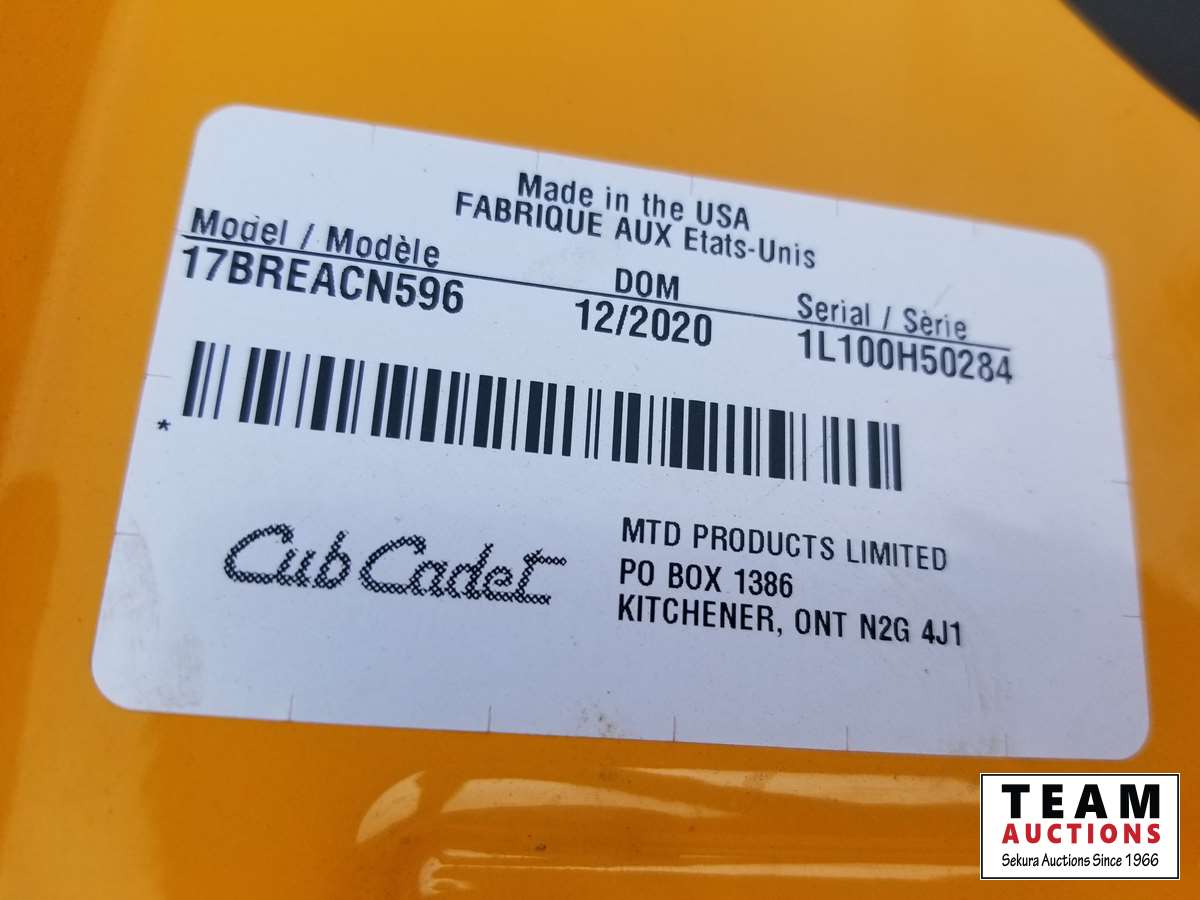 Made in the USA
FABRIQUE AUX Etats-Unis
Model / Modèle
DOM
Serial / Sèrie
17BREACN596
12/2020
1L100H50284
*
Cub Cadet
MTD PRODUCTS LIMITED
PO BOX 1386
KITCHENER, ONT N2G 4J1
TEAM
AUCTIONS
Sekura Auctions Since 1966